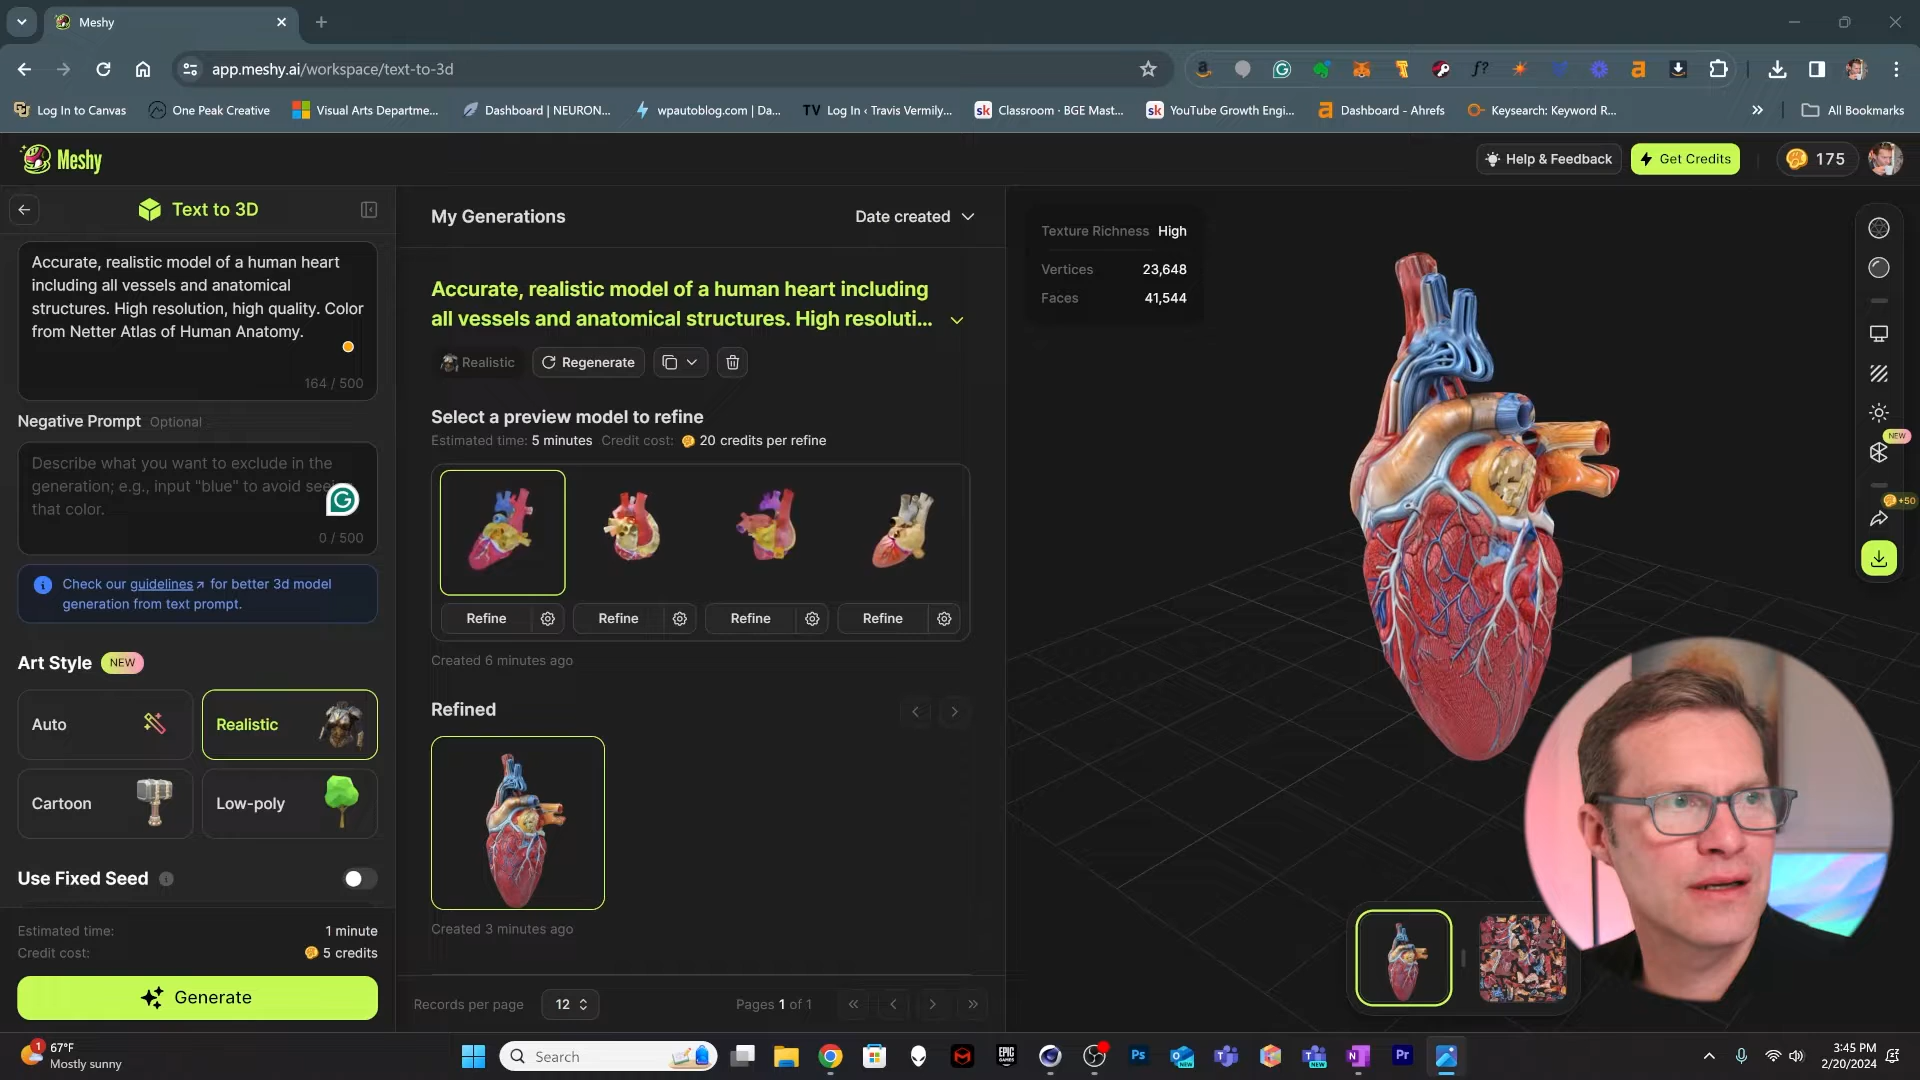 Meshy
app.meshy.ai/workspace/text-to-3d
Log In to Canvas
One Peak Creative
Visual Arts Departme...
Dashboard | NEURON...
wpautoblog.com | Da...
TV Log In ‹ Travis Vermily...
sk Classroom · BGE Mast...
sk YouTube Growth Engi...
Dashboard - Ahrefs
Keysearch: Keyword R...
All Bookmarks
Meshy
Help & Feedback
Get Credits
175
Text to 3D
Accurate, realistic model of a human heart
including all vessels and anatomical
structures. High resolution, high quality. Color
from Netter Atlas of Human Anatomy.
164 / 500
Negative Prompt Optional
Describe what you want to exclude in the
generation; e.g., input "blue" to avoid
that color.
0 / 500
Check our guidelines ↗ for better 3d model
generation from text prompt.
Art Style NEW
Auto
Realistic
Cartoon
Low-poly
Use Fixed Seed
Estimated time: 1 minute
Credit cost: 5 credits
Generate
My Generations
Date created
Accurate, realistic model of a human heart including
all vessels and anatomical structures. High resoluti...
Realistic
Regenerate
Select a preview model to refine
Estimated time: 5 minutes Credit cost: 20 credits per refine
Refine
Refine
Refine
Refine
Created 6 minutes ago
Refined
Created 3 minutes ago
Records per page 12
Pages 1 of 1
Texture Richness High
Vertices 23,648
Faces 41,544
NEW
+50
1
67°F
Mostly sunny
Search
EPIC
GAMES
Ps
NEW
NEW
N
Pr
3:45 PM
2/20/2024